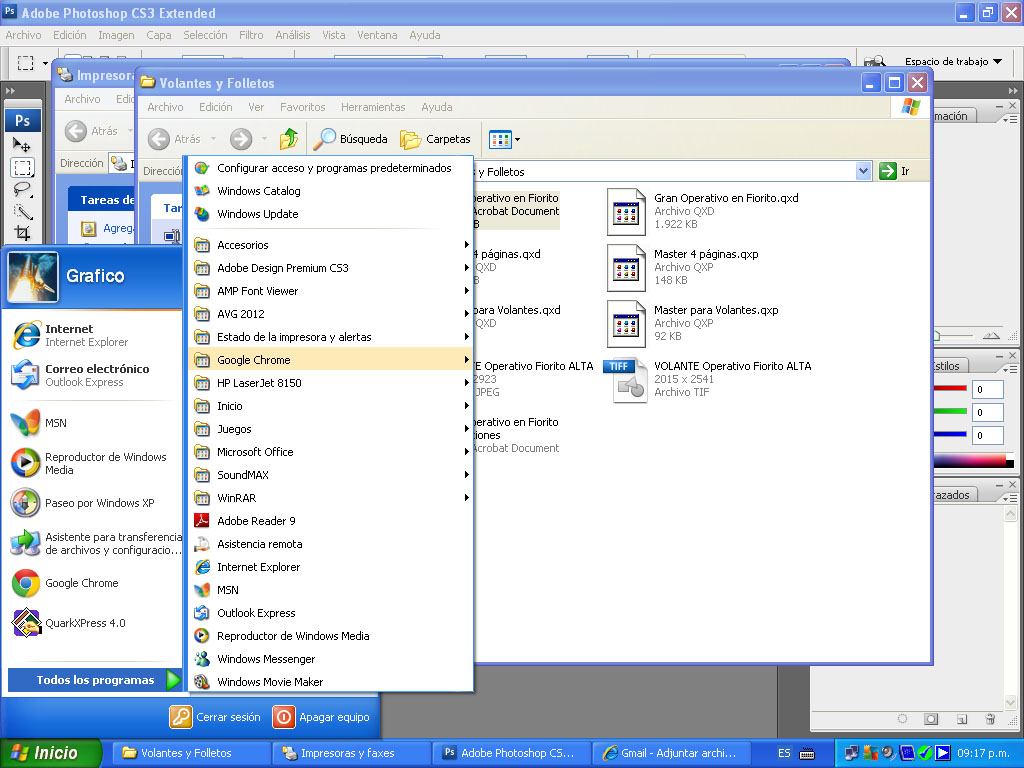 Adobe Photoshop CS3 Extended
Archivo Edición Imagen Capa Selección Filtro Análisis Vista Ventana Ayuda
Espacio de trabajo
Impresora
Archivo
Atrás
Dirección
Tareas de
Agrega
Volantes y Folletos
Archivo Edición Ver Favoritos Herramientas Ayuda
Atrás Búsqueda Carpetas
Dirección y Folletos Ir
Tar
erativo en Fiorito
Acrobat Document
Gran Operativo en Fiorito.qxd
Archivo QXD
1.922 KB
4 páginas.qxd
QXD
Master 4 páginas.qxp
Archivo QXP
148 KB
para Volantes.qxd
QXD
Master para Volantes.qxp
Archivo QXP
92 KB
TE Operativo Fiorito ALTA
2923
JPEG
TIFF
VOLANTE Operativo Fiorito ALTA
2015 x 2541
Archivo TIF
erativo en Fiorito
iones
Acrobat Document
Ps
mación
stilos
0
0
0
razados
Grafico
Internet
Internet Explorer
Correo electrónico
Outlook Express
MSN
Reproductor de Windows
Media
Paseo por Windows XP
Asistente para transferencia
de archivos y configuracio...
Google Chrome
QuarkXPress 4.0
Todos los programas
Cerrar sesión Apagar equipo
Configurar acceso y programas predeterminados
Windows Catalog
Windows Update
Accesorios
Adobe Design Premium CS3
AMP Font Viewer
AVG 2012
Estado de la impresora y alertas
Google Chrome
HP LaserJet 8150
Inicio
Juegos
Microsoft Office
SoundMAX
WinRAR
Adobe Reader 9
Asistencia remota
Internet Explorer
MSN
Outlook Express
Reproductor de Windows Media
Windows Messenger
Windows Movie Maker
Inicio Volantes y Folletos Impresoras y faxes Adobe Photoshop CS... Gmail - Adjuntar archi... ES 09:17 p.m.